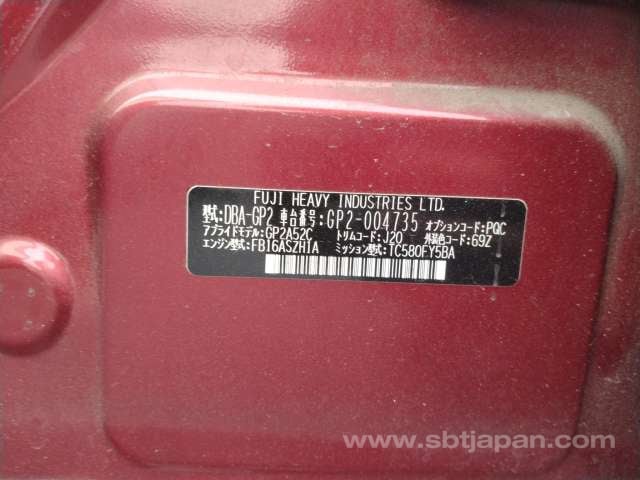 FUJI HEAVY INDUSTRIES LTD.
型式:DBA-GP2 車台番号:GP2-004735 オプションコード:PQC
アプライドモデル:GP2A52C トリムコード:J20 外装色コード:69Z
エンジン型式:FB16ASZH1A ミッション型式:TC580FY5BA
www.sbtjapan.com